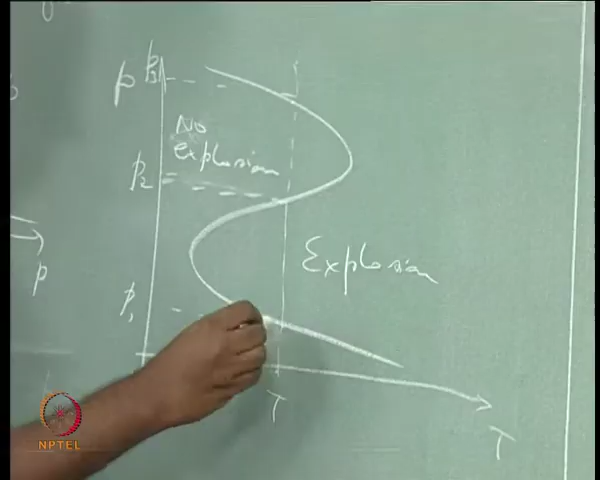 p
p₃
No
explosion
p₂
Explosion
p
p₁
T
T
NPTEL